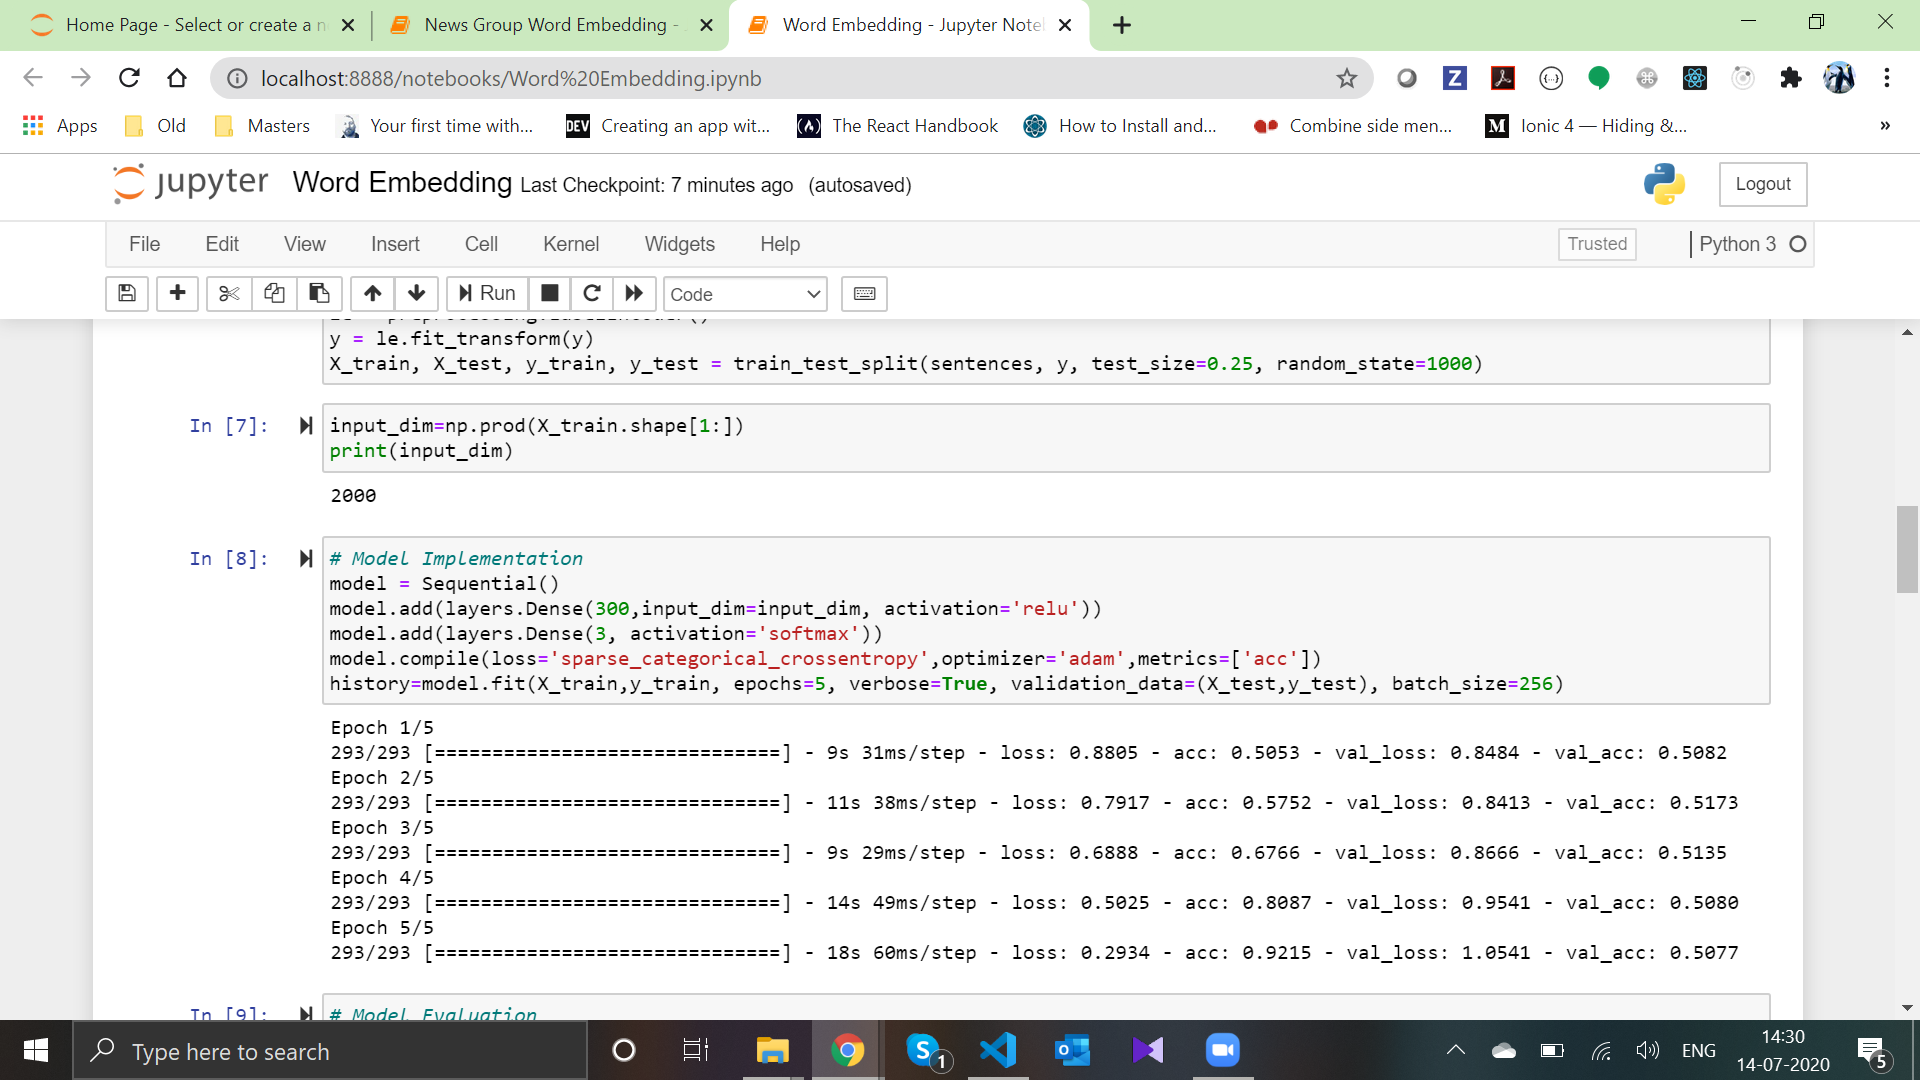 Home Page - Select or create a n
News Group Word Embedding -
Word Embedding - Jupyter Note
localhost:8888/notebooks/Word%20Embedding.ipynb
Apps
Old
Masters
Your first time with...
DEV
Creating an app wit...
The React Handbook
How to Install and...
Combine side men...
M
Ionic 4 — Hiding &...
»
jupyter
Word Embedding Last Checkpoint: 7 minutes ago (autosaved)
Logout
File
Edit
View
Insert
Cell
Kernel
Widgets
Help
Trusted
Python 3
Run
Code
y = le.fit_transform(y)
X_train, X_test, y_train, y_test = train_test_split(sentences, y, test_size=0.25, random_state=1000)
In [7]:
input_dim=np.prod(X_train.shape[1:])
print(input_dim)
2000
In [8]:
# Model Implementation
model = Sequential()
model.add(layers.Dense(300,input_dim=input_dim, activation='relu'))
model.add(layers.Dense(3, activation='softmax'))
model.compile(loss='sparse_categorical_crossentropy',optimizer='adam',metrics=['acc'])
history=model.fit(X_train,y_train, epochs=5, verbose=True, validation_data=(X_test,y_test), batch_size=256)
Epoch 1/5
293/293 [==============================] - 9s 31ms/step - loss: 0.8805 - acc: 0.5053 - val_loss: 0.8484 - val_acc: 0.5082
Epoch 2/5
293/293 [==============================] - 11s 38ms/step - loss: 0.7917 - acc: 0.5752 - val_loss: 0.8413 - val_acc: 0.5173
Epoch 3/5
293/293 [==============================] - 9s 29ms/step - loss: 0.6888 - acc: 0.6766 - val_loss: 0.8666 - val_acc: 0.5135
Epoch 4/5
293/293 [==============================] - 14s 49ms/step - loss: 0.5025 - acc: 0.8087 - val_loss: 0.9541 - val_acc: 0.5080
Epoch 5/5
293/293 [==============================] - 18s 60ms/step - loss: 0.2934 - acc: 0.9215 - val_loss: 1.0541 - val_acc: 0.5077
In [9]:
# Model Evaluation
Type here to search
S
1
ENG
14:30
14-07-2020
5